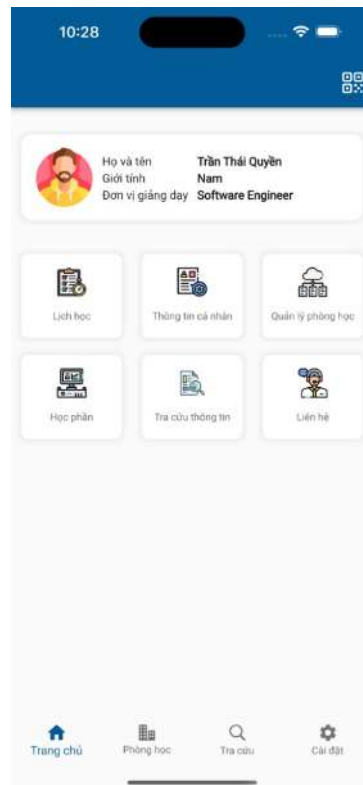 10:28
Họ và tên Trần Thái Quyền
Giới tính Nam
Đơn vị giảng dạy Software Engineer
Lịch học Thông tin cá nhân Quản lý phòng học
Học phần Tra cứu thông tin Liên hệ
Trang chủ Phòng học Tra cứu Cài đặt